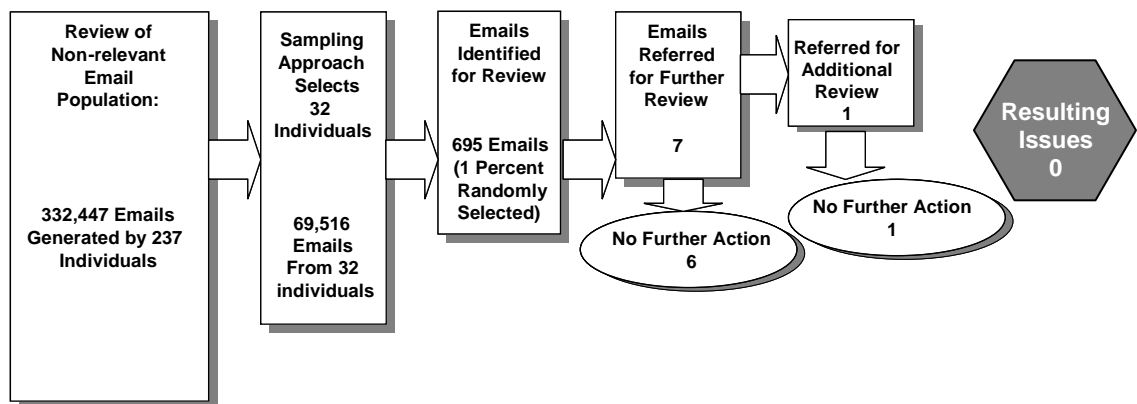 Review of
Non-relevant
Email
Population:
332,447 Emails
Generated by 237
Individuals
Sampling
Approach
Selects
32
Individuals
69,516
Emails
From 32
individuals
Emails
Identified
for Review
695 Emails
(1 Percent
Randomly
Selected)
Emails
Referred
for Further
Review
7
No Further Action
6
Referred for
Additional
Review
1
No Further Action
1
Resulting
Issues
0